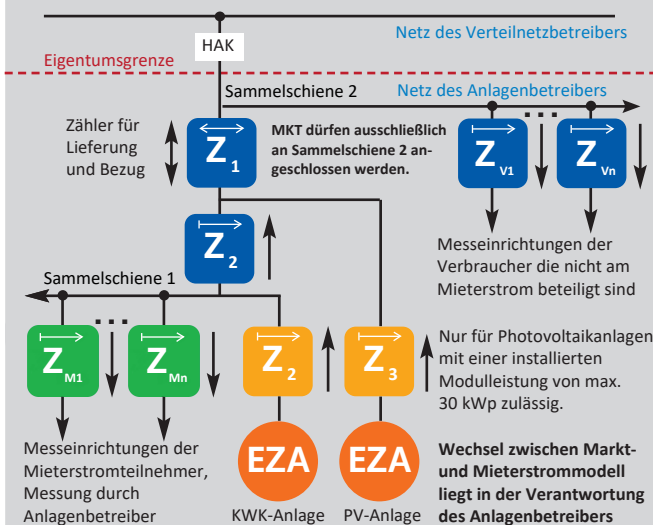 Netz des Verteilnetzbetreibers
HAK
Eigentumsgrenze
Sammelschiene 2
Netz des Anlagenbetreibers
Zähler für
Lieferung
und Bezug
Z1
MKT dürfen ausschließlich
an Sammelschiene 2 an-
geschlossen werden.
ZV1
...
ZVn
Z2
Messeinrichtungen der
Verbraucher die nicht am
Mieterstrom beteiligt sind
Sammelschiene 1
ZM1
...
ZMn
Z2
Z3
Nur für Photovoltaikanlagen
mit einer installierten
Modulleistung von max.
30 kWp zulässig.
Messeinrichtungen der
Mieterstromteilnehmer,
Messung durch
Anlagenbetreiber
EZA
KWK-Anlage
EZA
PV-Anlage
Wechsel zwischen Markt-
und Mieterstrommodell
liegt in der Verantwortung
des Anlagenbetreibers